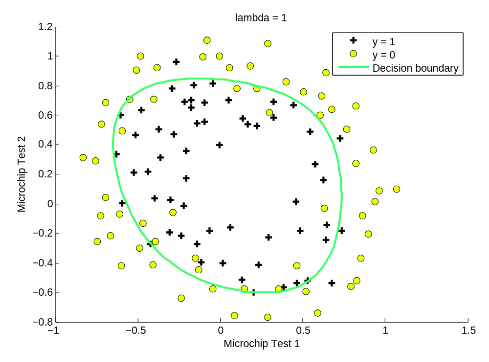 lambda = 1
y = 1
y = 0
Decision boundary
Microchip Test 2
1.2
1
0.8
0.6
0.4
0.2
0
−0.2
−0.4
−0.6
−0.8
−1
−0.5
0
0.5
1
1.5
Microchip Test 1